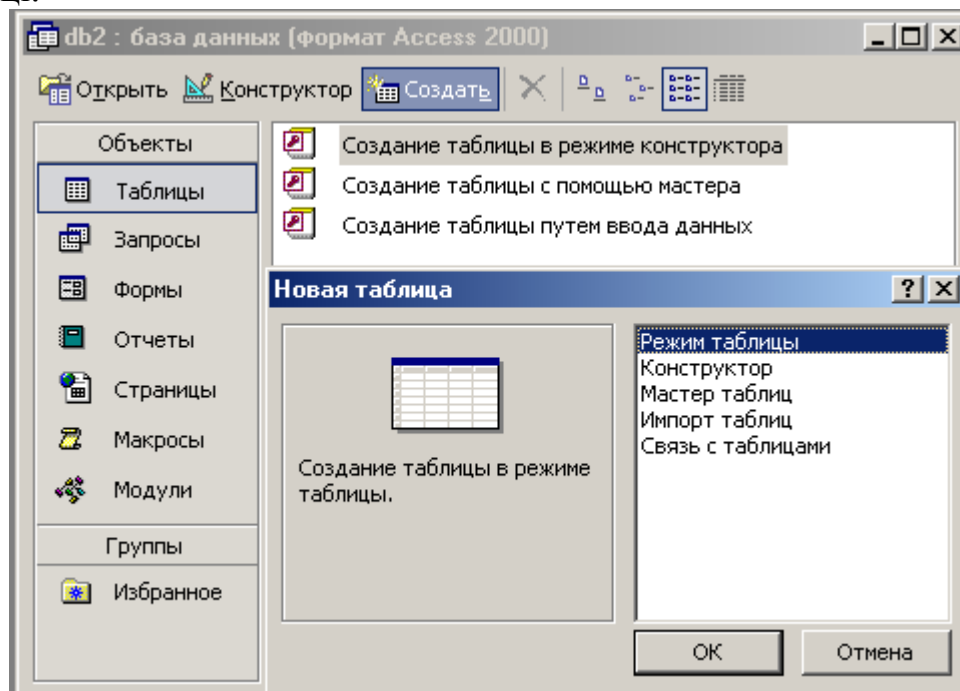 ці.
db2 : база данных (формат Access 2000)
Открыть Конструктор Создать
Объекты
Таблицы
Запросы
Формы
Отчеты
Страницы
Макросы
Модули
Группы
Избранное
Создание таблицы в режиме конструктора
Создание таблицы с помощью мастера
Создание таблицы путем ввода данных
Новая таблица
Создание таблицы в режиме
таблицы.
Режим таблицы
Конструктор
Мастер таблиц
Импорт таблиц
Связь с таблицами
ОК Отмена